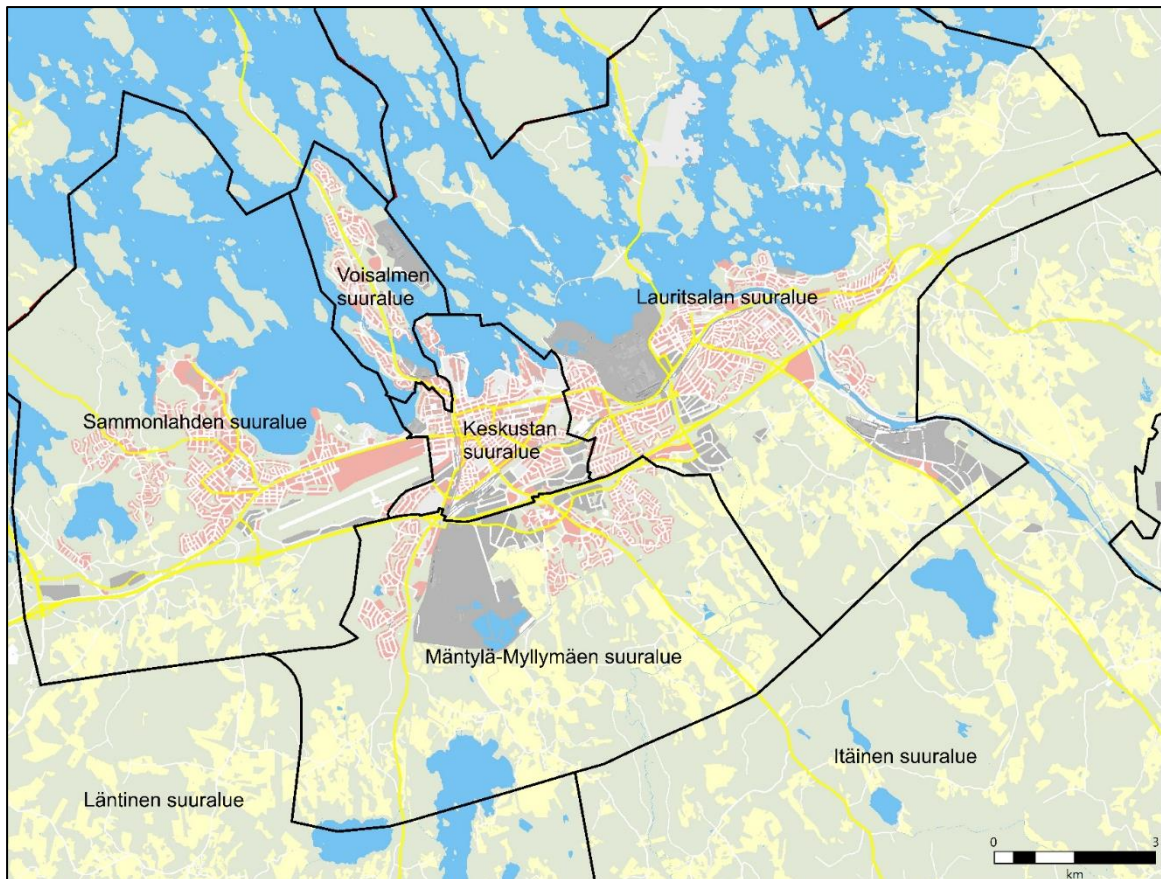 Voisalmen
suuralue
Lauritsalan suuralue
Sammonlahden suuralue
Keskustan
suuralue
Mäntylä-Myllymäen suuralue
Itäinen suuralue
Läntinen suuralue
0 3
km